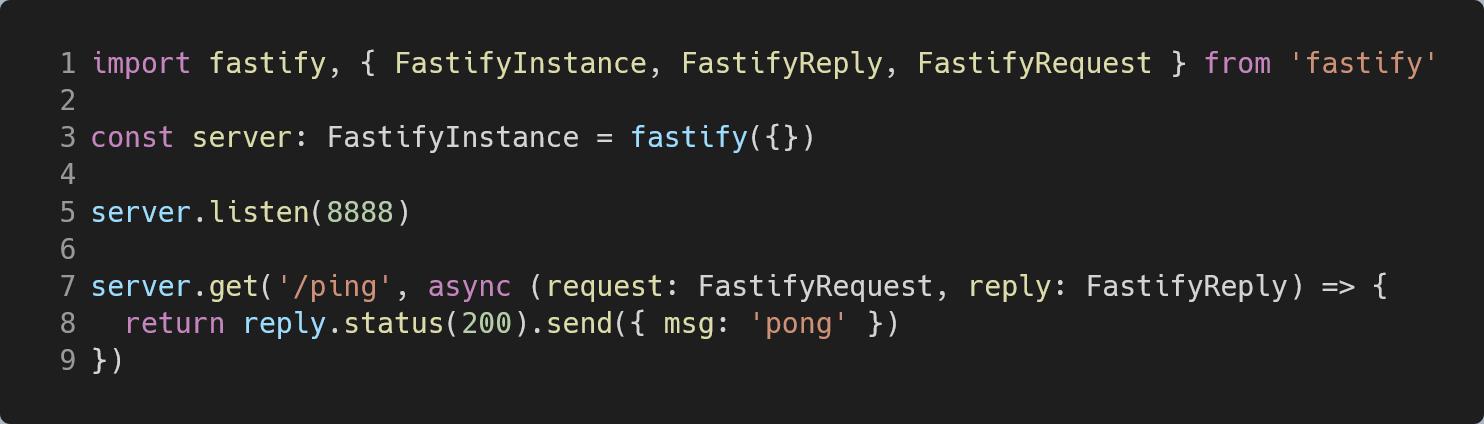 1 import fastify, { FastifyInstance, FastifyReply, FastifyRequest } from 'fastify'
2
3 const server: FastifyInstance = fastify({})
4
5 server.listen(8888)
6
7 server.get('/ping', async (request: FastifyRequest, reply: FastifyReply) => {
8   return reply.status(200).send({ msg: 'pong' })
9 })